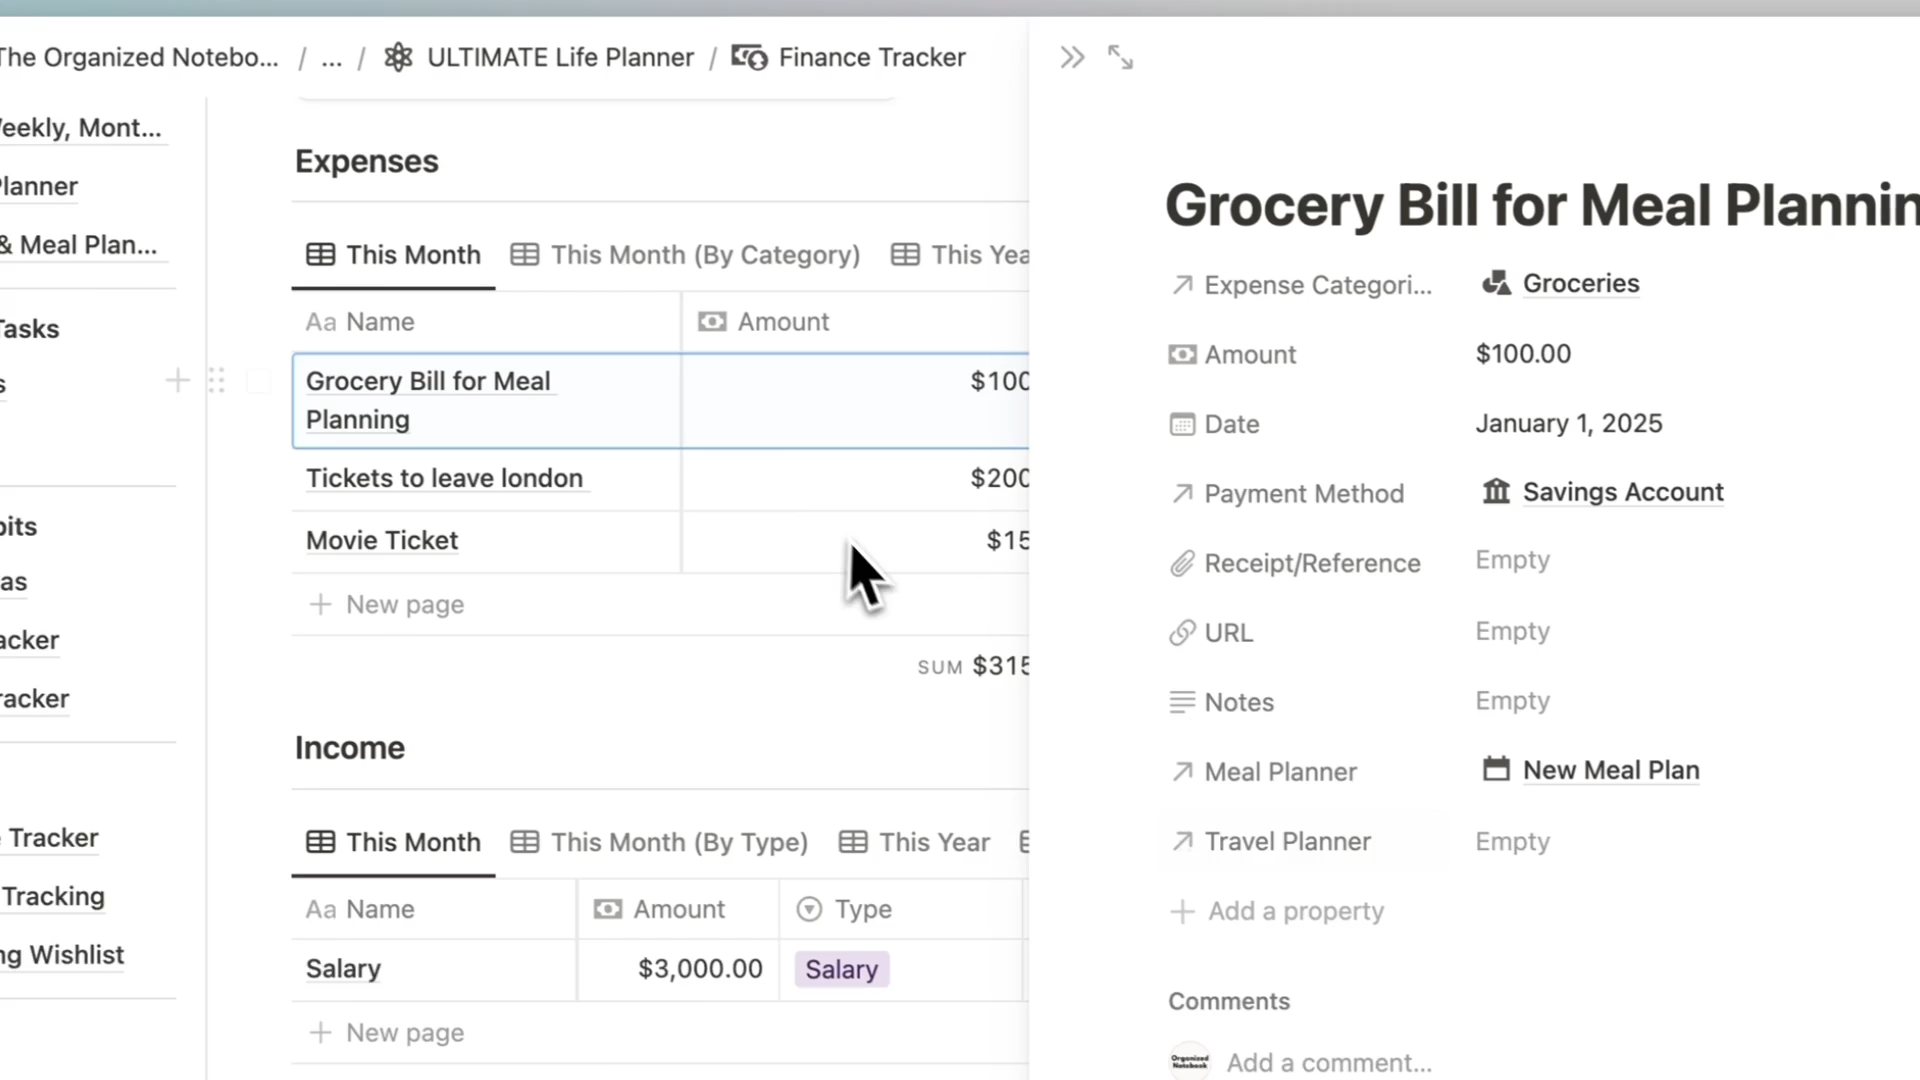 The Organized Notebo... / ... / ULTIMATE Life Planner / Finance Tracker
Weekly, Mont...
Planner
& Meal Plan...
Tasks
s
bits
as
acker
racker
Tracker
Tracking
ng Wishlist
Expenses
This Month This Month (By Category) This Yea
Aa Name Amount
Grocery Bill for Meal
Planning
$100
Tickets to leave london $200
Movie Ticket $15
New page
SUM $315
Income
This Month This Month (By Type) This Year
Aa Name Amount Type
Salary $3,000.00 Salary
New page
Grocery Bill for Meal Plannin
Expense Categori... Groceries
Amount $100.00
Date January 1, 2025
Payment Method Savings Account
Receipt/Reference Empty
URL Empty
Notes Empty
Meal Planner New Meal Plan
Travel Planner Empty
Add a property
Comments
Organized
Notebook
Add a comment...